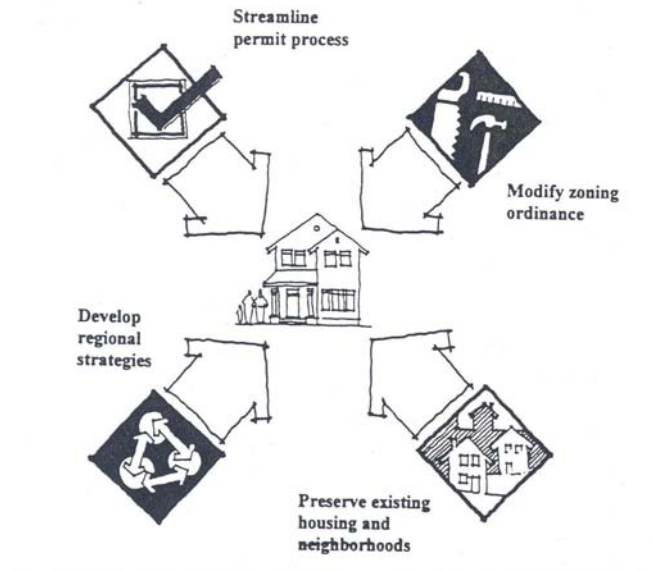 Streamline
permit process
Modify zoning
ordinance
Develop
regional
strategies
Preserve existing
housing and
neighborhoods